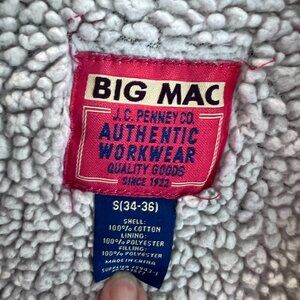 BIG MAC
J.C. PENNEY CO.
AUTHENTIC
WORKWEAR
QUALITY GOODS
SINCE 1922
S(34-36)
SHELL:
100% COTTON
LINING:
100% POLYESTER
FILLING:
100% POLYESTER
MADE IN CHINA